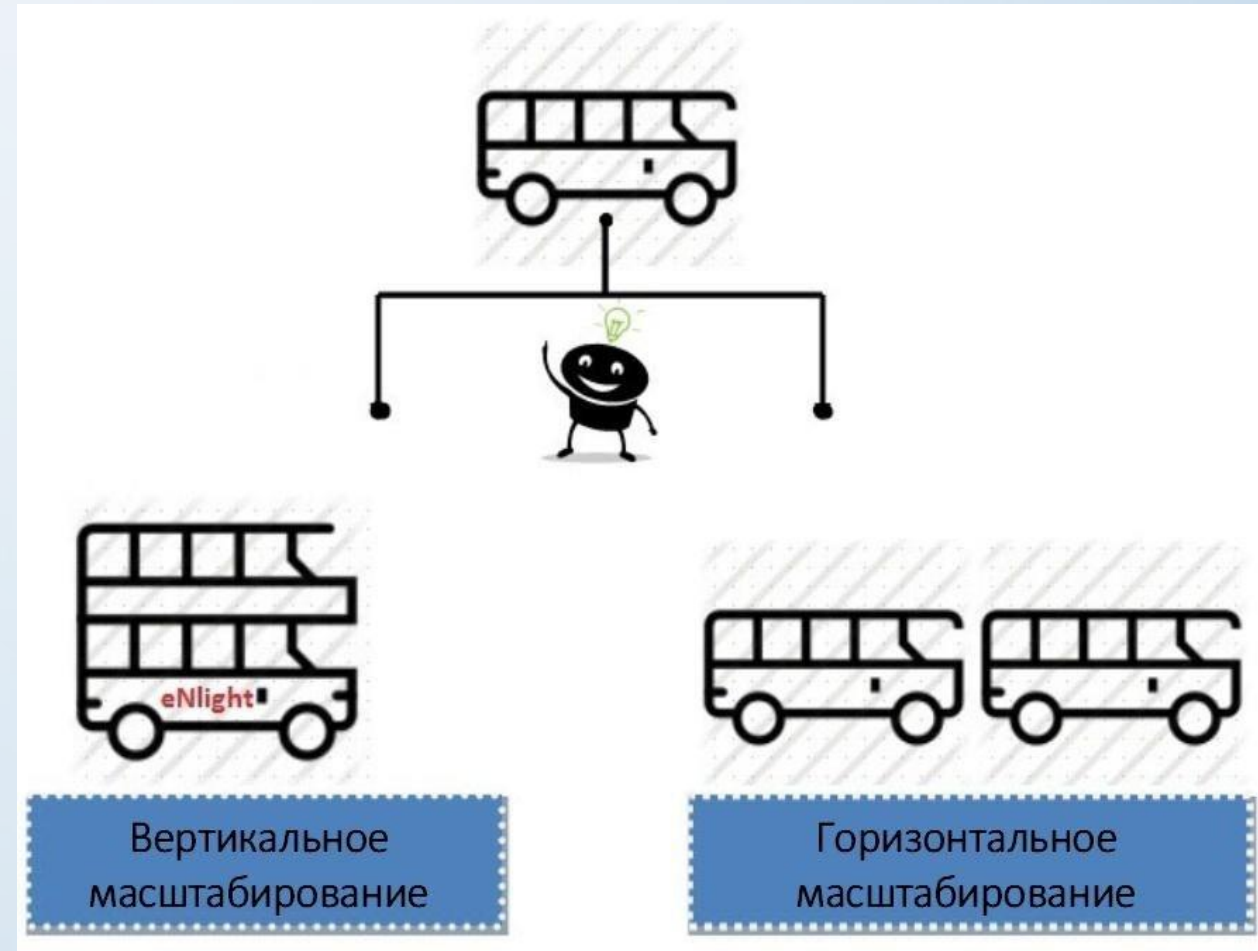 eNlight
Вертикальное
масштабирование
Горизонтальное
масштабирование